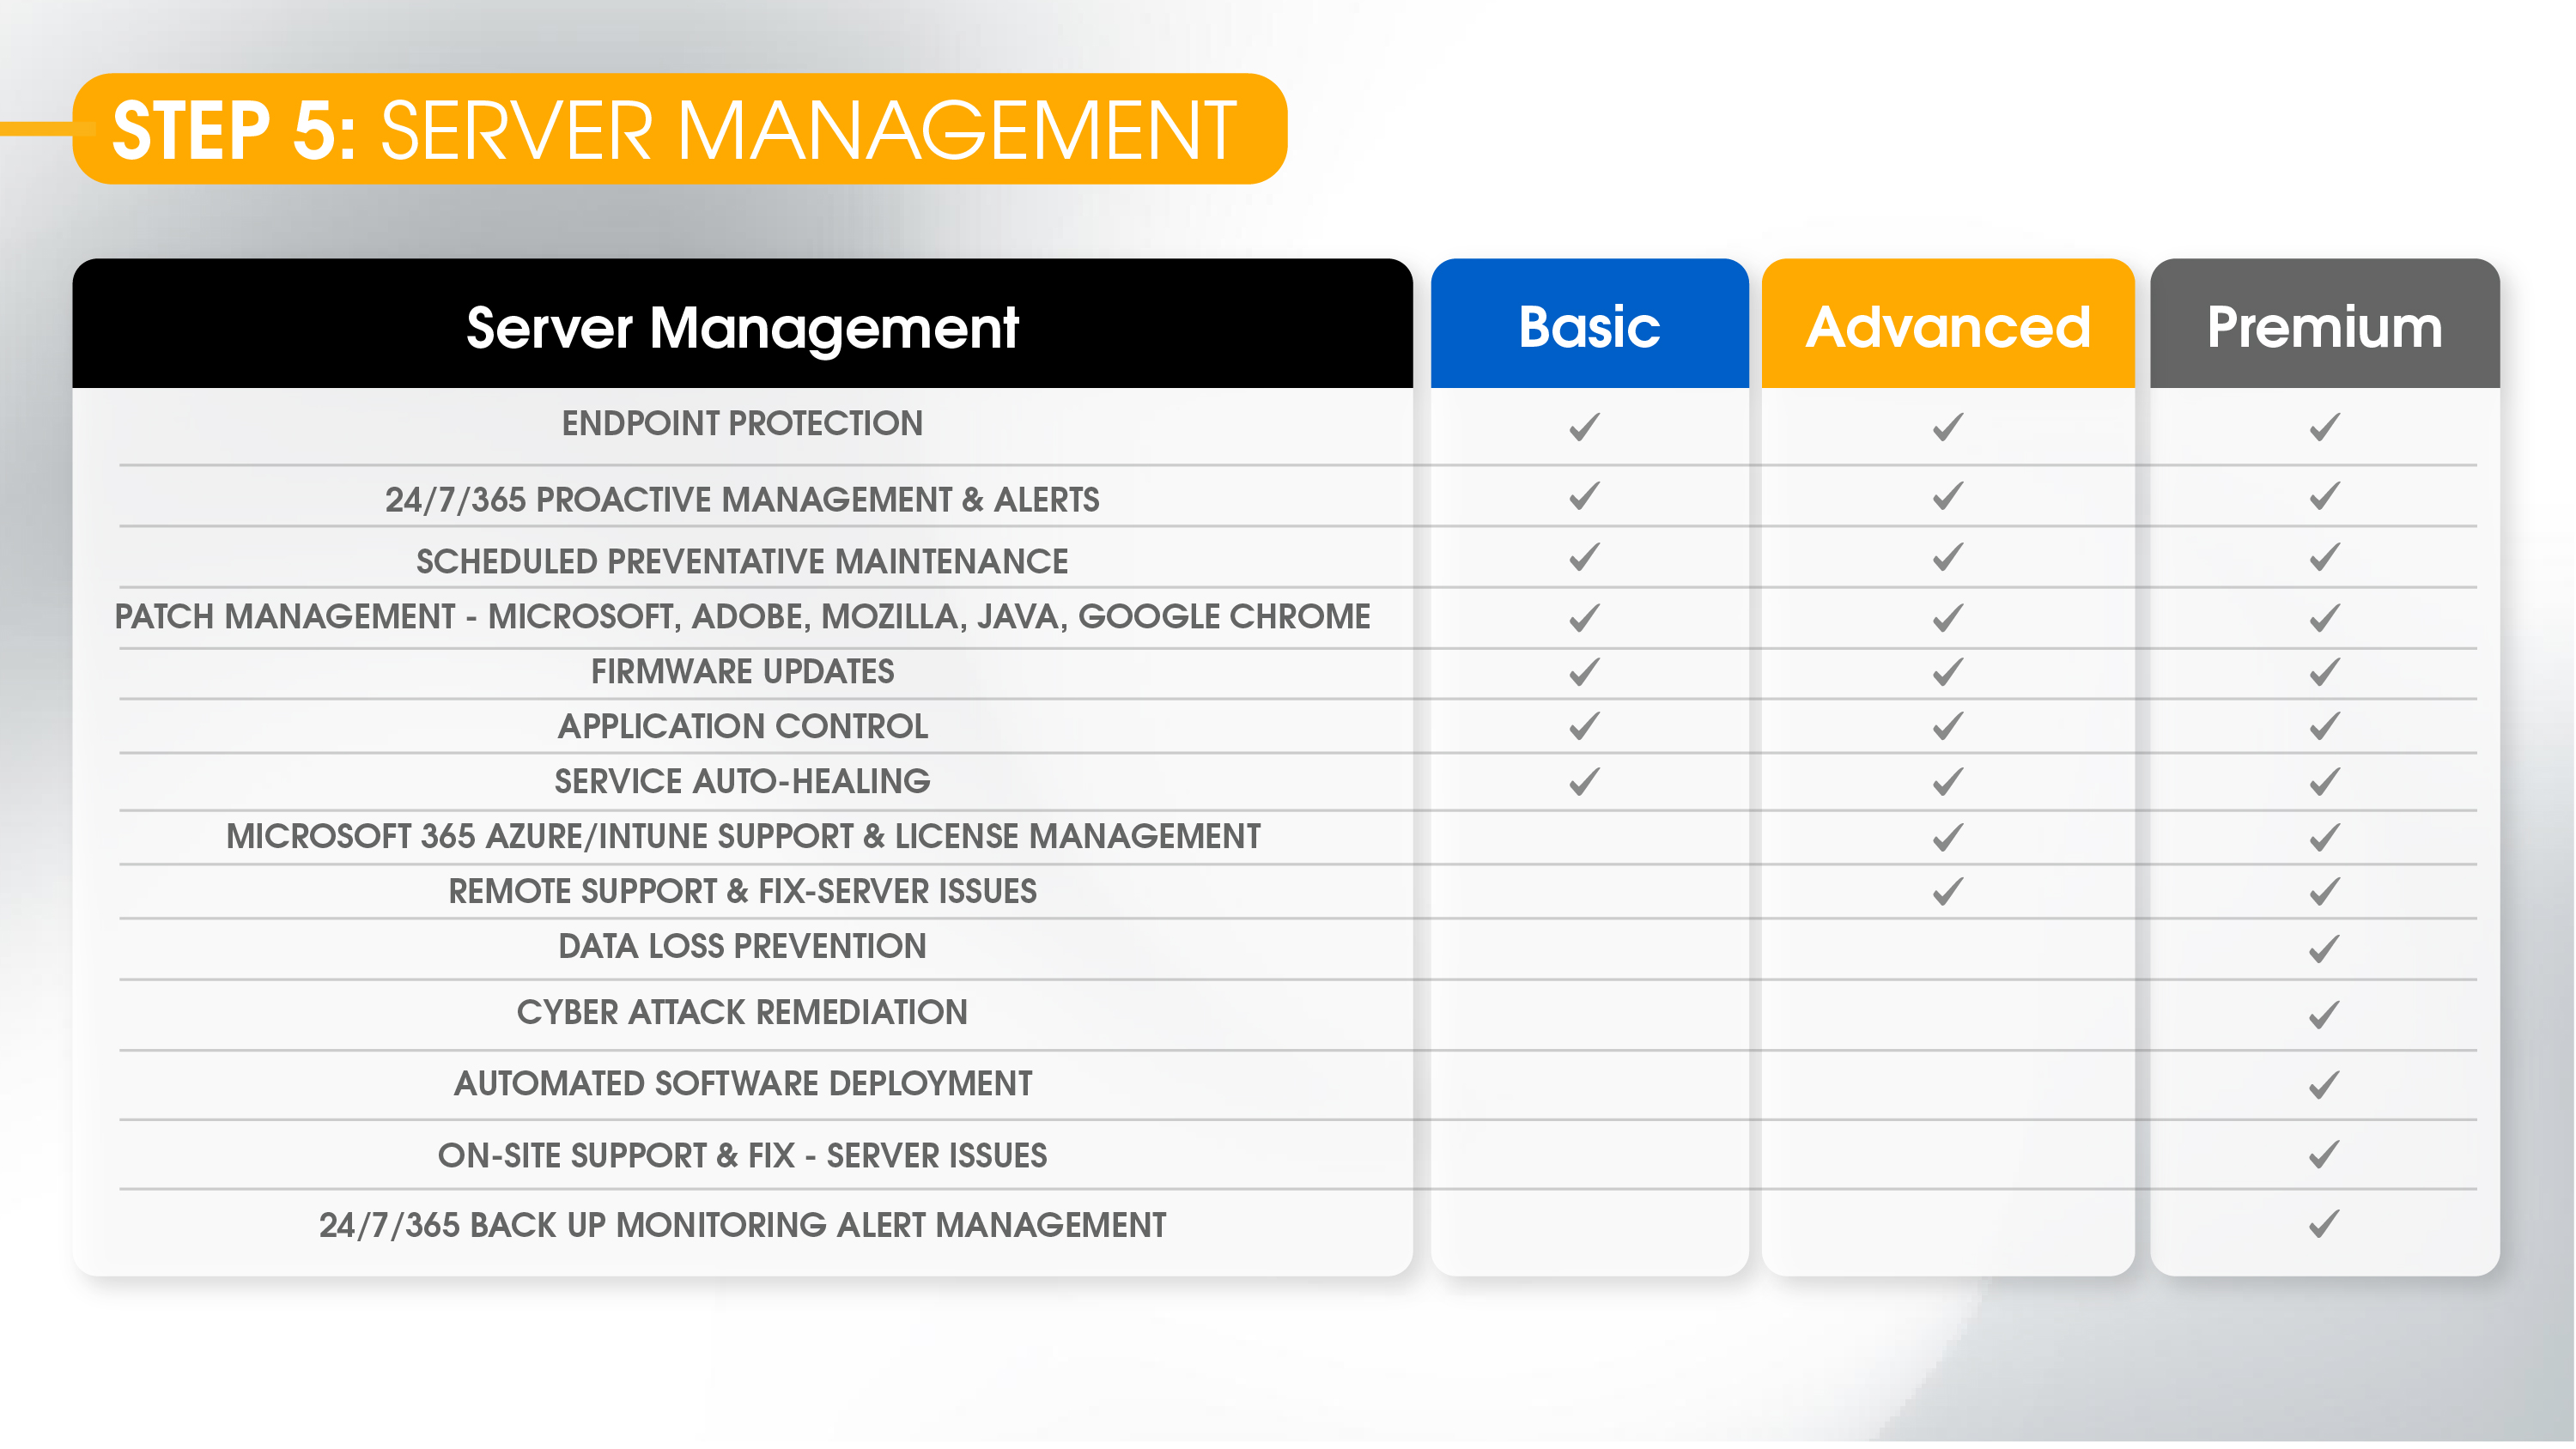 STEP 5: SERVER MANAGEMENT
Server Management Basic Advanced Premium
ENDPOINT PROTECTION ✓ ✓ ✓
24/7/365 PROACTIVE MANAGEMENT & ALERTS ✓ ✓ ✓
SCHEDULED PREVENTATIVE MAINTENANCE ✓ ✓ ✓
PATCH MANAGEMENT - MICROSOFT, ADOBE, MOZILLA, JAVA, GOOGLE CHROME ✓ ✓ ✓
FIRMWARE UPDATES ✓ ✓ ✓
APPLICATION CONTROL ✓ ✓ ✓
SERVICE AUTO-HEALING ✓ ✓ ✓
MICROSOFT 365 AZURE/INTUNE SUPPORT & LICENSE MANAGEMENT ✓ ✓
REMOTE SUPPORT & FIX-SERVER ISSUES ✓ ✓
DATA LOSS PREVENTION ✓
CYBER ATTACK REMEDIATION ✓
AUTOMATED SOFTWARE DEPLOYMENT ✓
ON-SITE SUPPORT & FIX - SERVER ISSUES ✓
24/7/365 BACK UP MONITORING ALERT MANAGEMENT ✓